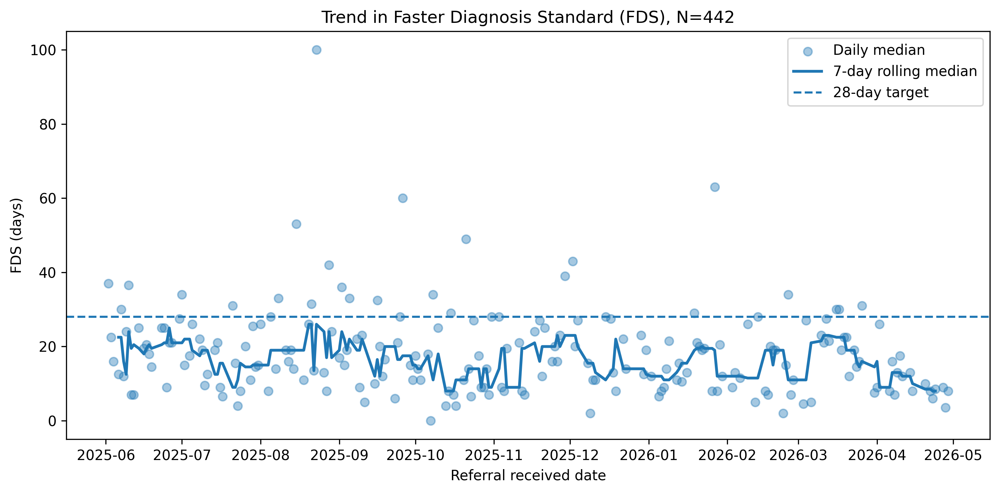 Trend in Faster Diagnosis Standard (FDS), N=442
Daily median
7-day rolling median
28-day target
FDS (days)
100
80
60
40
20
0
2025-06 2025-07 2025-08 2025-09 2025-10 2025-11 2025-12 2026-01 2026-02 2026-03 2026-04 2026-05
Referral received date